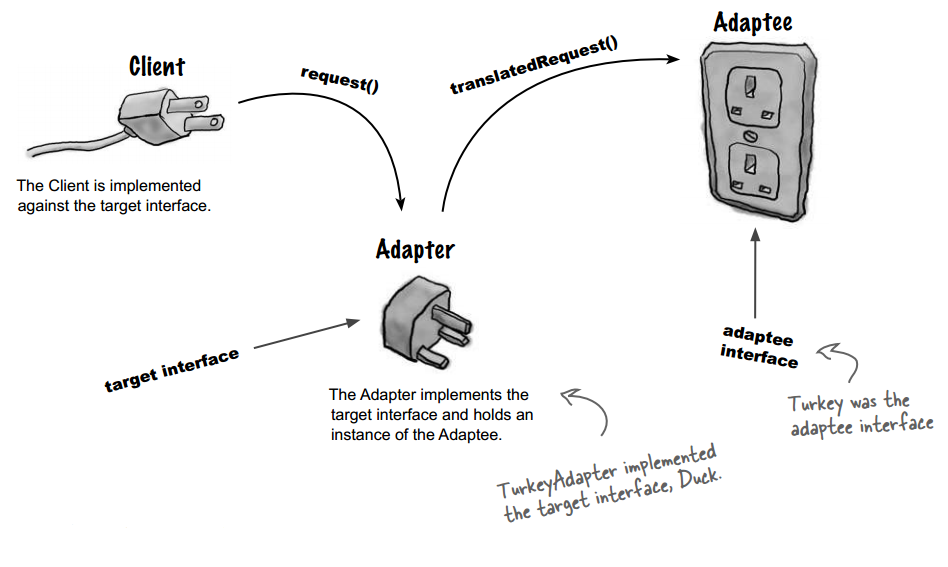 Adaptee
Client
request()
translatedRequest()
The Client is implemented
against the target interface.
Adapter
target interface
adaptee
interface
The Adapter implements the
target interface and holds an
instance of the Adaptee.
Turkey was the
adaptee interface
TurkeyAdapter implemented
the target interface, Duck.